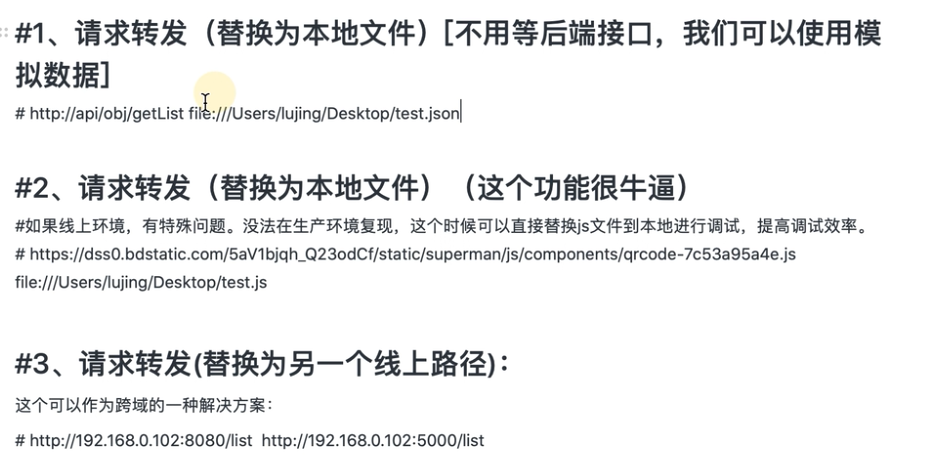 #1、请求转发（替换为本地文件）[不用等后端接口，我们可以使用模
拟数据]
# http://api/obj/getList file:///Users/lujing/Desktop/test.json
#2、请求转发（替换为本地文件）（这个功能很牛逼）
#如果线上环境，有特殊问题。没法在生产环境复现，这个时候可以直接替换js文件到本地进行调试，提高调试效率。
# https://dss0.bdstatic.com/5aV1bjqh_Q23odCf/static/superman/js/components/qrcode-7c53a95a4e.js
file:///Users/lujing/Desktop/test.js
#3、请求转发(替换为另一个线上路径)：
这个可以作为跨域的一种解决方案：
# http://192.168.0.102:8080/list  http://192.168.0.102:5000/list